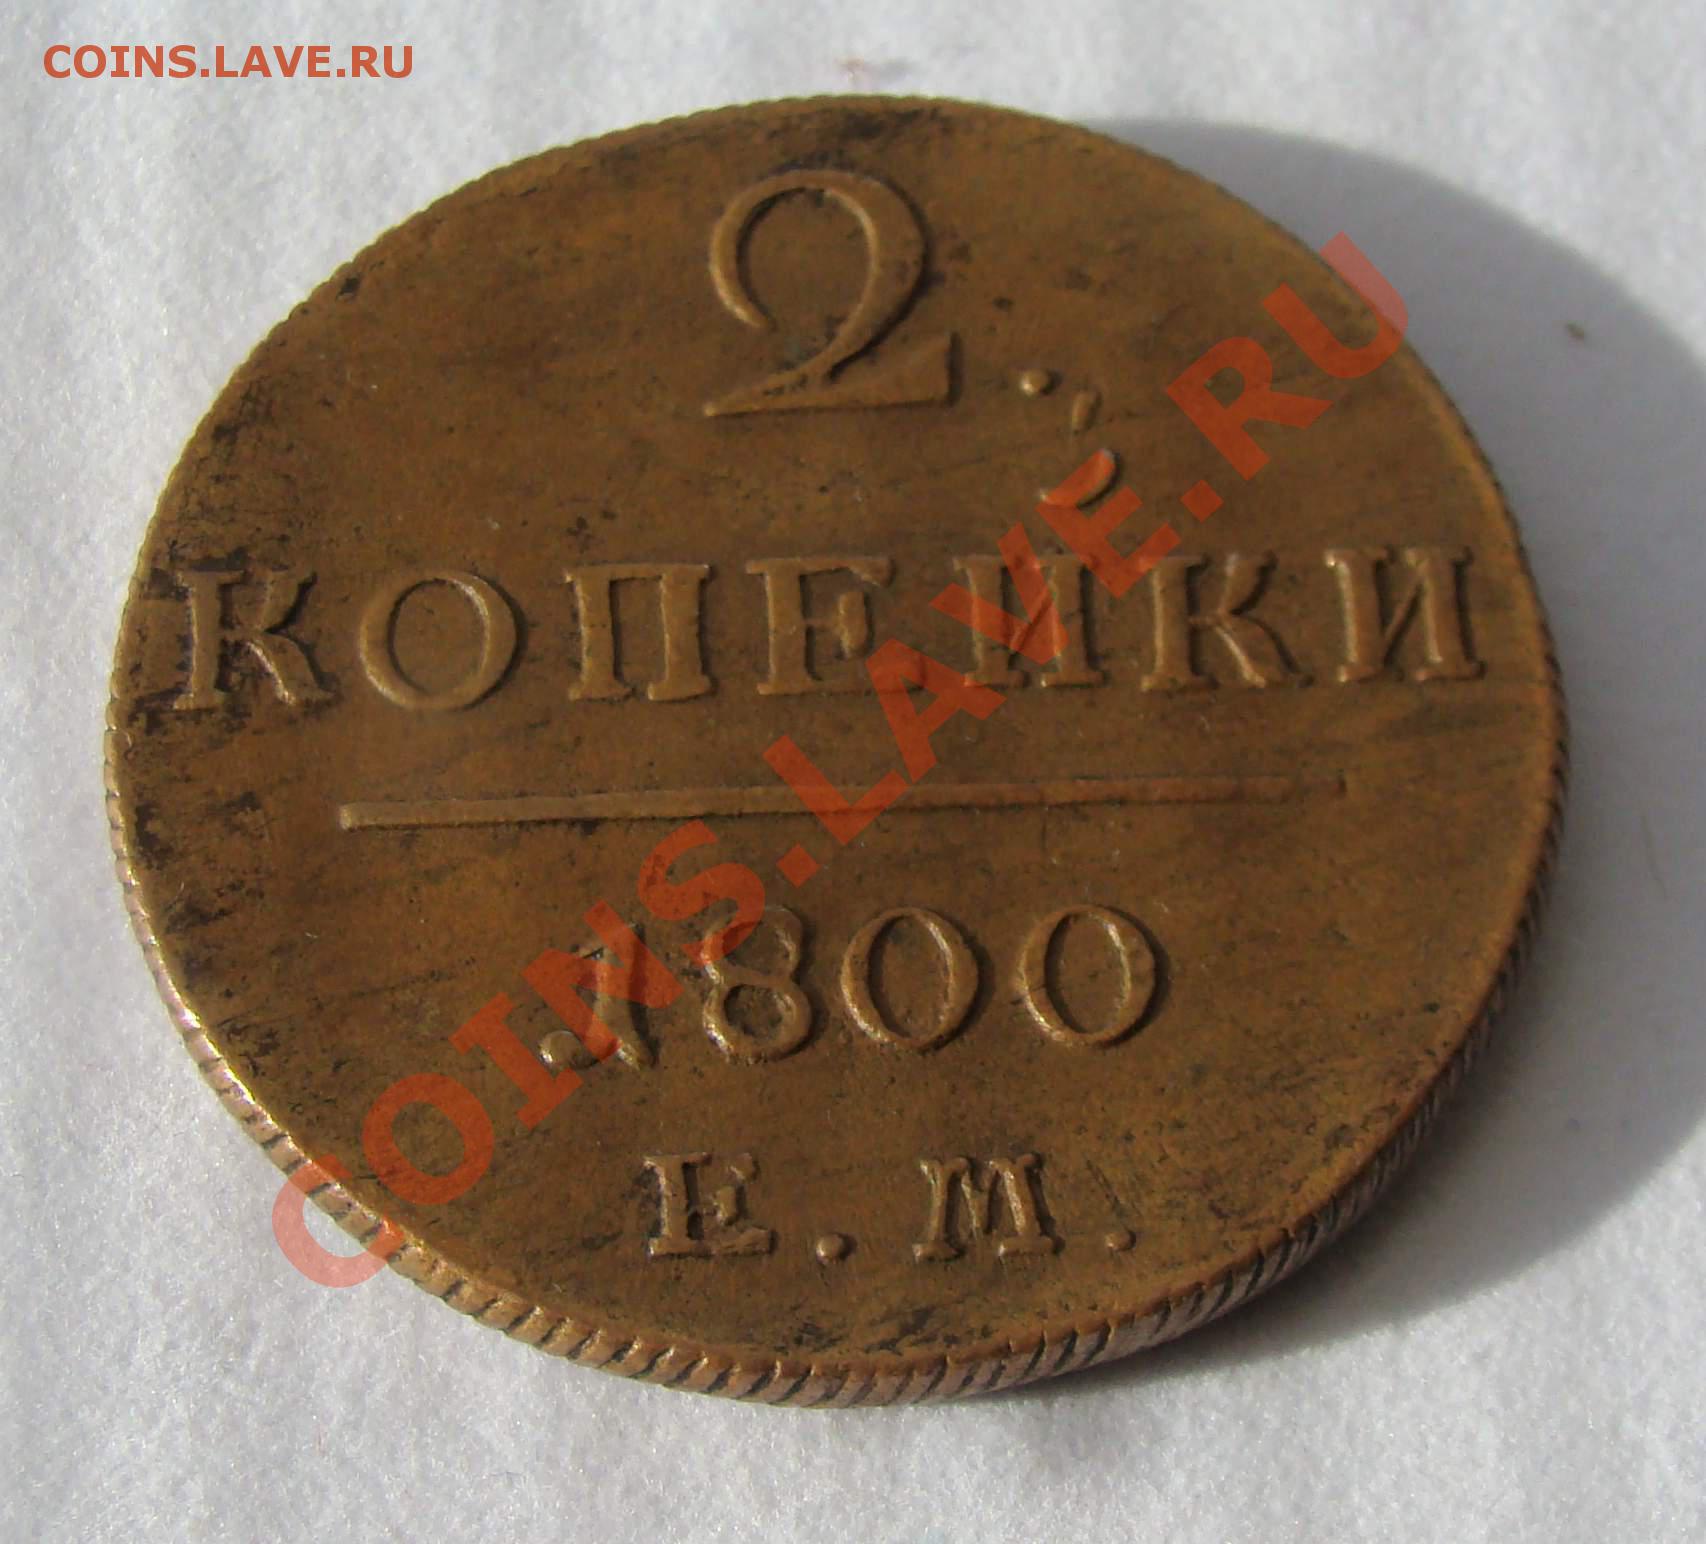 COINS.LAVE.RU
2.
КОПЕЙКИ
1800
Е.М.
COINS.LAVE.RU